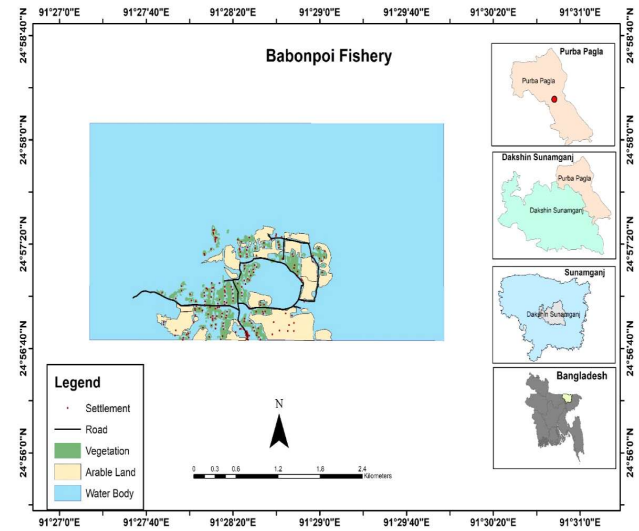 91°27'0"E 91°27'40"E 91°28'20"E 91°29'0"E 91°29'40"E 91°30'20"E 91°31'0"E
24°58'40"N 24°58'40"N
Babonpoi Fishery
Purba Pagla
Purba Pagla
24°58'0"N 24°58'0"N
Dakshin Sunamganj
Purba Pagla
Dakshin Sunamganj
24°57'20"N 24°57'20"N
Sunamganj
Dakshin Sunamganj
24°56'40"N 24°56'40"N
Bangladesh
Legend
Settlement
Road
Vegetation
Arable Land
Water Body
N
24°56'0"N 24°56'0"N
0 0.3 0.6 1.2 1.8 2.4
Kilometers
91°27'0"E 91°27'40"E 91°28'20"E 91°29'0"E 91°29'40"E 91°30'20"E 91°31'0"E